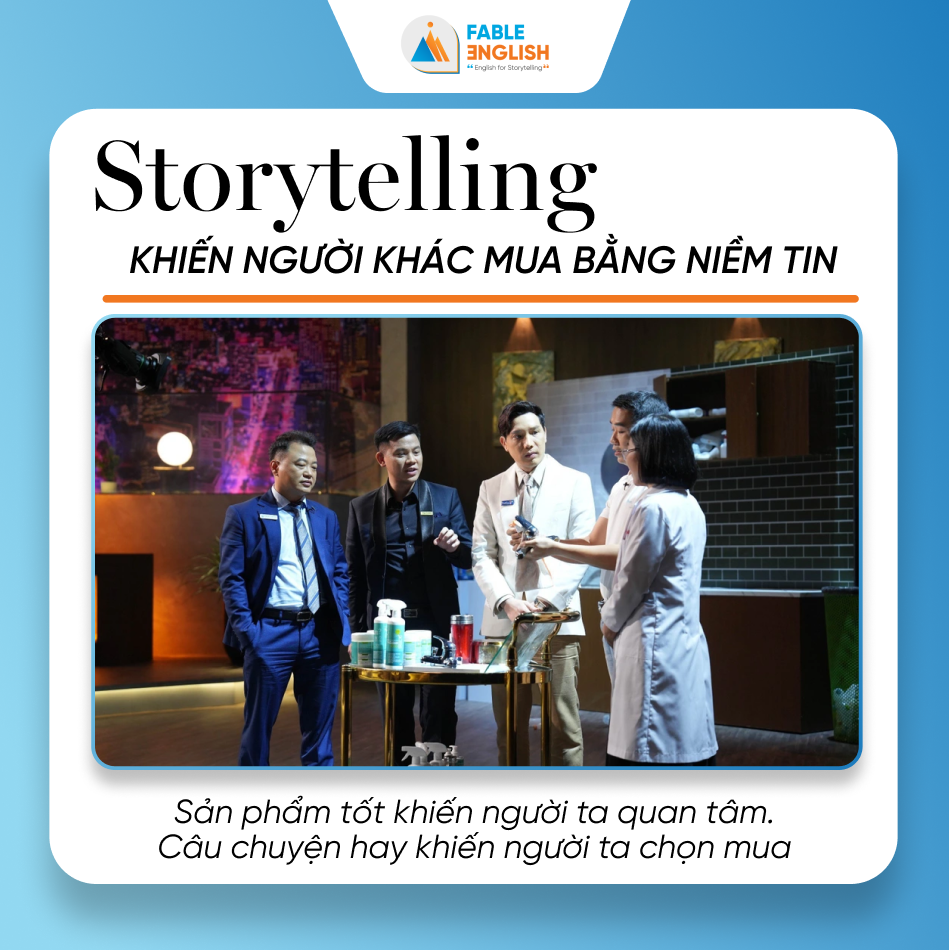 FABLE
ENGLISH
“ English for Storytelling “
Storytelling
KHIẾN NGƯỜI KHÁC MUA BẰNG NIỀM TIN
Sản phẩm tốt khiến người ta quan tâm.
Câu chuyện hay khiến người ta chọn mua